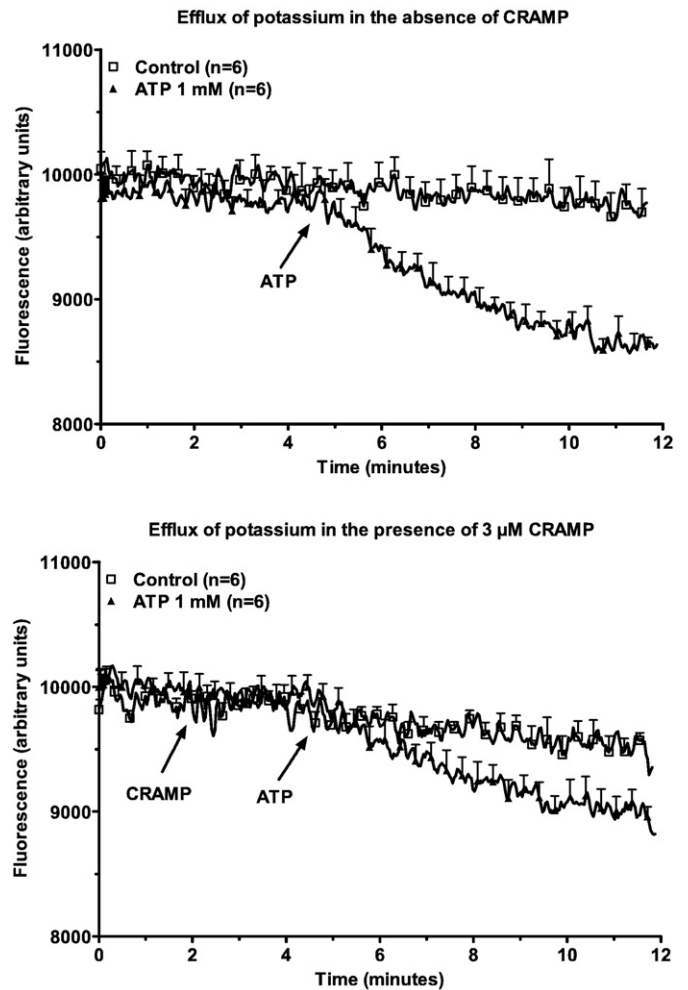 Efflux of potassium in the absence of CRAMP
11000
Control (n=6)
ATP 1 mM (n=6)
10000
9000
8000
Fluorescence (arbitrary units)
ATP
0 2 4 6 8 10 12
Time (minutes)
Efflux of potassium in the presence of 3 µM CRAMP
11000
Control (n=6)
ATP 1 mM (n=6)
10000
9000
8000
Fluorescence (arbitrary units)
CRAMP
ATP
0 2 4 6 8 10 12
Time (minutes)